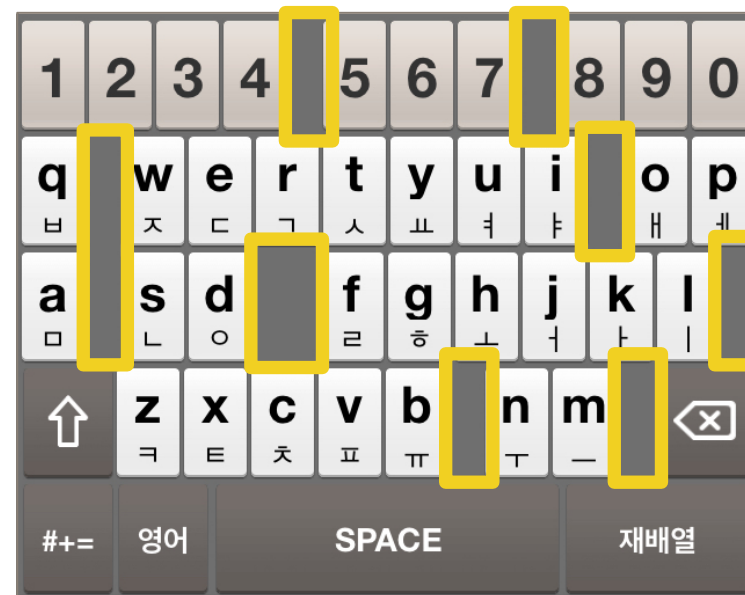 1 2 3 4 5 6 7 8 9 0
q w e r t y u i o p
ㅂ ㅈ ㄷ ㄱ ㅅ ㅛ ㅕ ㅑ ㅐ ㅔ
a s d f g h j k l
ㅁ ㄴ ㅇ ㄹ ㅎ ㅗ ㅓ ㅏ ㅣ
z x c v b n m
ㅋ ㅌ ㅊ ㅍ ㅠ ㅜ ㅡ
#+= 영어 SPACE 재배열